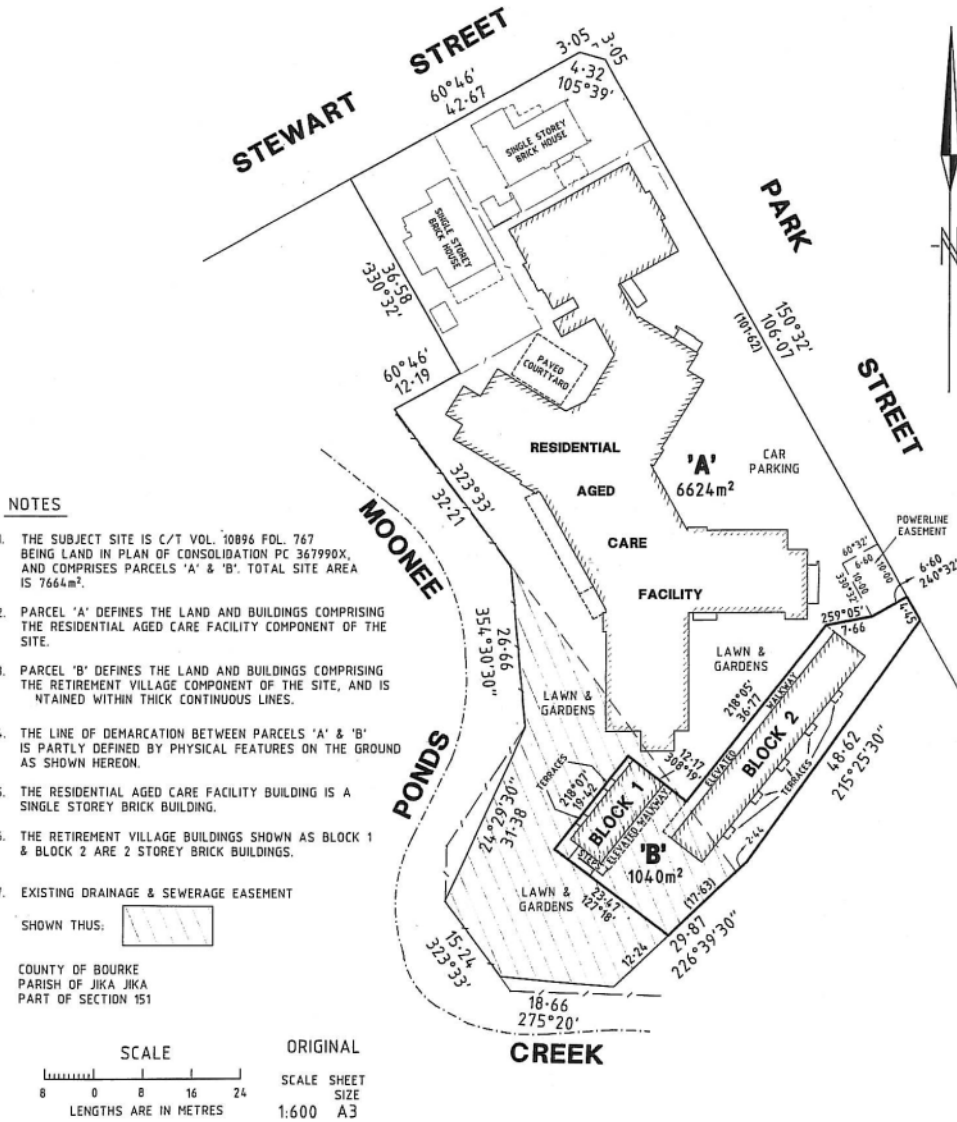 STEWART STREET
3·05
3·05
60°46'
42·67
4·32
105°39'
SINGLE STOREY
BRICK HOUSE
SINGLE STOREY
BRICK HOUSE
PARK STREET
36·58
330°32'
150°32'
106·07
(101·62)
60°46'
12·19
PAVED
COURTYARD
RESIDENTIAL
AGED
CARE
FACILITY
'A'
6624m²
CAR
PARKING
323°33'
32·21
MOONEE PONDS CREEK
POWERLINE
EASEMENT
60°32'
6·60
10·00
330°32'
110·00
6·60
240°32'
4·45
259°05'
7·66
354°30'30"
26·66
LAWN &
GARDENS
LAWN &
GARDENS
218°05'
36·77
ELEVATED WALKWAY
BLOCK 2
TERRACES
48·62
215°25'30"
12·17
308°19'
TERRACES
218°07'
19·42
24°29'30"
31·38
BLOCK 1
ELEVATED WALKWAY
'B'
1040m²
2·44
LAWN &
GARDENS
23·47
127°18'
(17·63)
29·87
226°39'30"
12·24
15·24
323°33'
18·66
275°20'
NOTES
THE SUBJECT SITE IS C/T VOL. 10896 FOL. 767
BEING LAND IN PLAN OF CONSOLIDATION PC 367990X,
AND COMPRISES PARCELS 'A' & 'B'. TOTAL SITE AREA
IS 7664m².
PARCEL 'A' DEFINES THE LAND AND BUILDINGS COMPRISING
THE RESIDENTIAL AGED CARE FACILITY COMPONENT OF THE
SITE.
PARCEL 'B' DEFINES THE LAND AND BUILDINGS COMPRISING
THE RETIREMENT VILLAGE COMPONENT OF THE SITE, AND IS
NTAINED WITHIN THICK CONTINUOUS LINES.
THE LINE OF DEMARCATION BETWEEN PARCELS 'A' & 'B'
IS PARTLY DEFINED BY PHYSICAL FEATURES ON THE GROUND
AS SHOWN HEREON.
THE RESIDENTIAL AGED CARE FACILITY BUILDING IS A
SINGLE STOREY BRICK BUILDING.
THE RETIREMENT VILLAGE BUILDINGS SHOWN AS BLOCK 1
& BLOCK 2 ARE 2 STOREY BRICK BUILDINGS.
EXISTING DRAINAGE & SEWERAGE EASEMENT
SHOWN THUS:
COUNTY OF BOURKE
PARISH OF JIKA JIKA
PART OF SECTION 151
SCALE
8 0 8 16 24
LENGTHS ARE IN METRES
ORIGINAL
SCALE SHEET
SIZE
1:600 A3